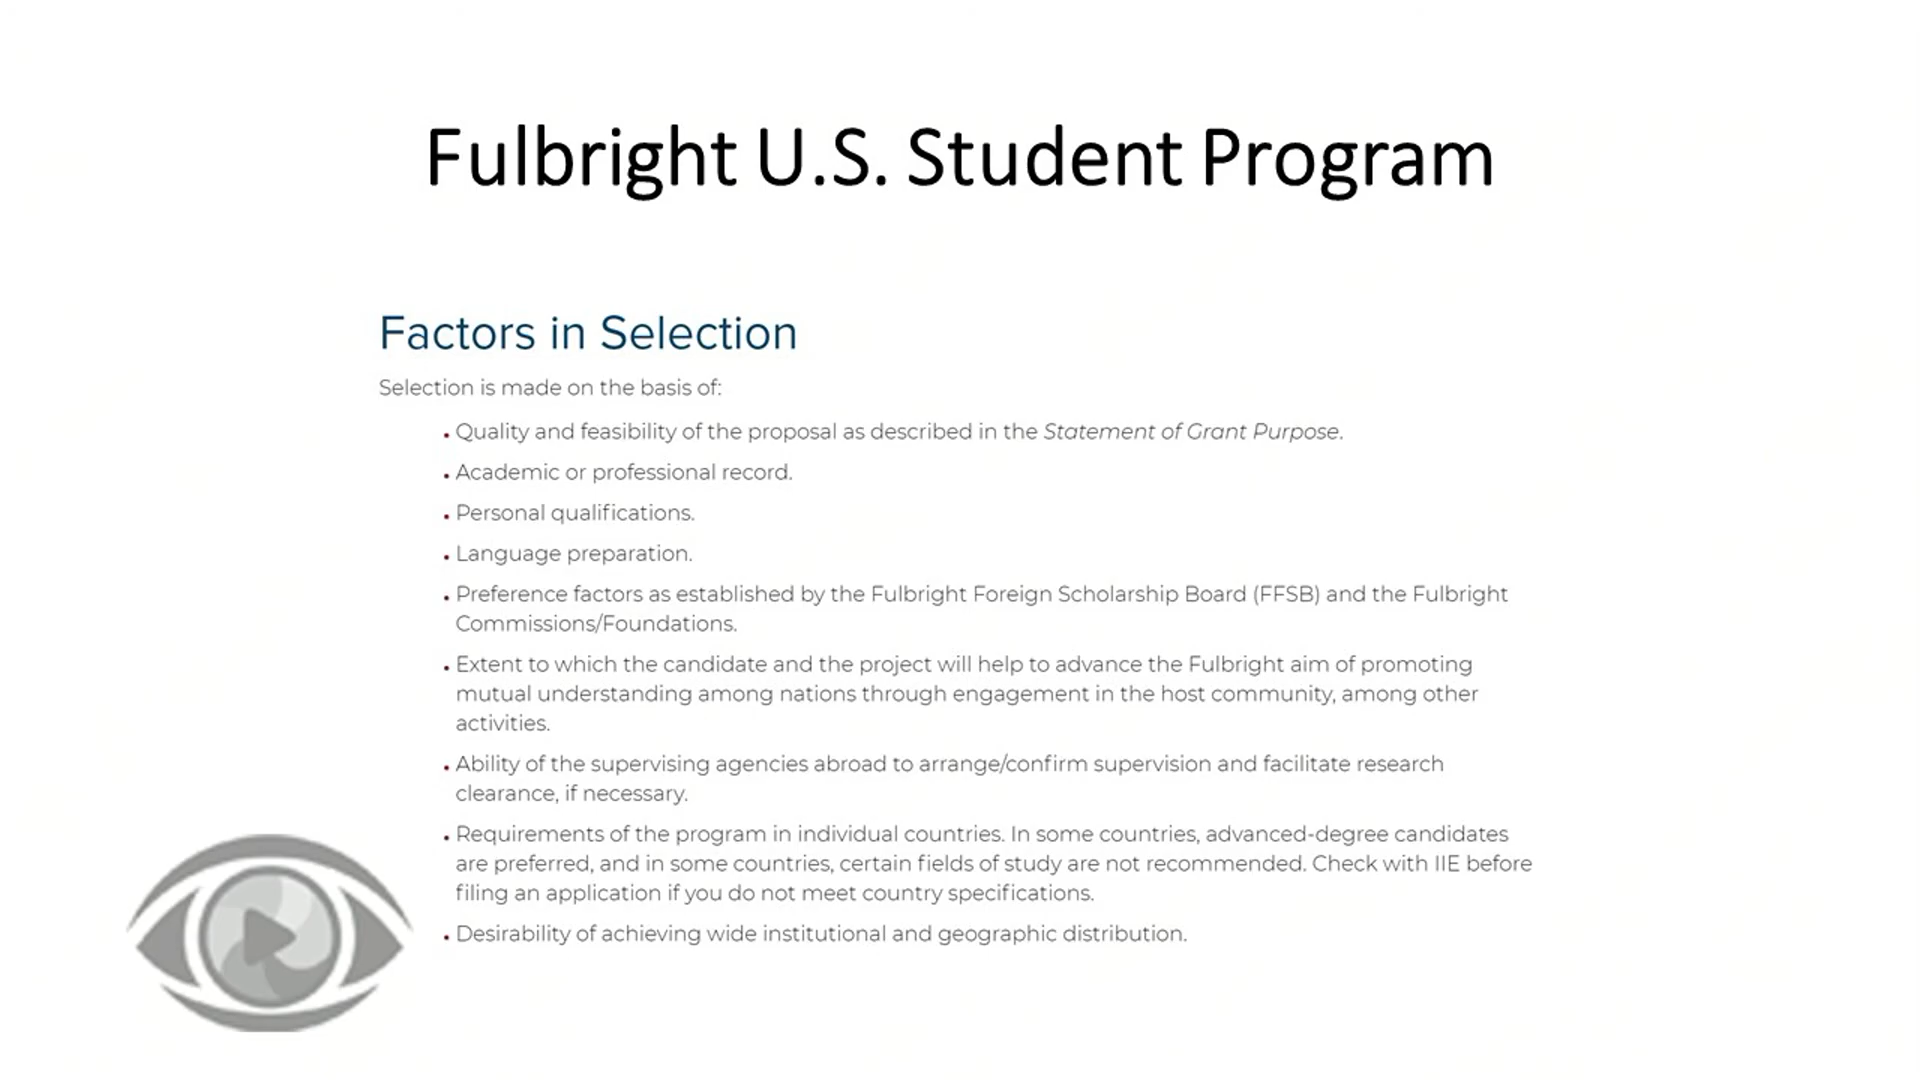 Fulbright U.S. Student Program
Factors in Selection
Selection is made on the basis of:
• Quality and feasibility of the proposal as described in the Statement of Grant Purpose.
• Academic or professional record.
• Personal qualifications.
• Language preparation.
• Preference factors as established by the Fulbright Foreign Scholarship Board (FFSB) and the Fulbright
Commissions/Foundations.
• Extent to which the candidate and the project will help to advance the Fulbright aim of promoting
mutual understanding among nations through engagement in the host community, among other
activities.
• Ability of the supervising agencies abroad to arrange/confirm supervision and facilitate research
clearance, if necessary.
• Requirements of the program in individual countries. In some countries, advanced-degree candidates
are preferred, and in some countries, certain fields of study are not recommended. Check with IIE before
filing an application if you do not meet country specifications.
• Desirability of achieving wide institutional and geographic distribution.